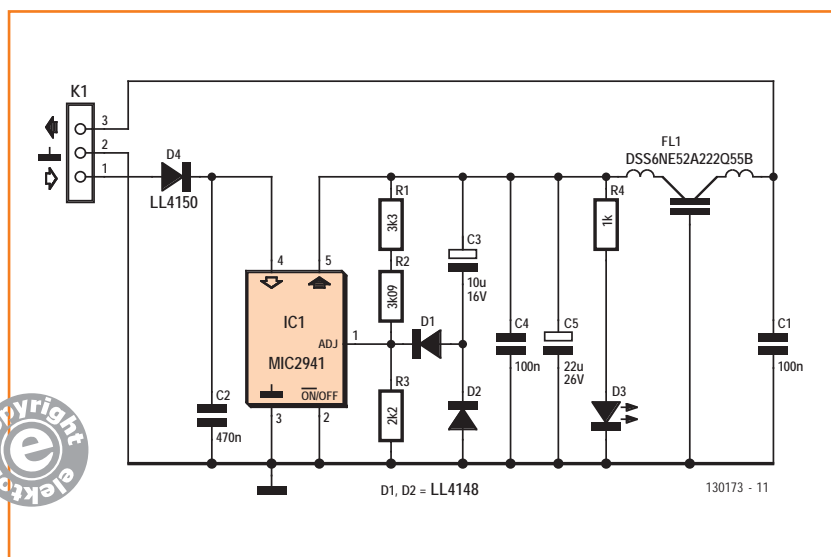 K1
3
2
1
D4
LL4150
FL1
DSS6NE52A222Q55B
R4
1k
R1
3k3
R2
3k09
C3
10u
16V
4
5
IC1
ADJ
1
MIC2941
ON/OFF
3
2
D1
D2
R3
2k2
C2
470n
C4
100n
C5
22u
26V
D3
C1
100n
D1, D2 = LL4148
130173 - 11
pyright
e
elekto